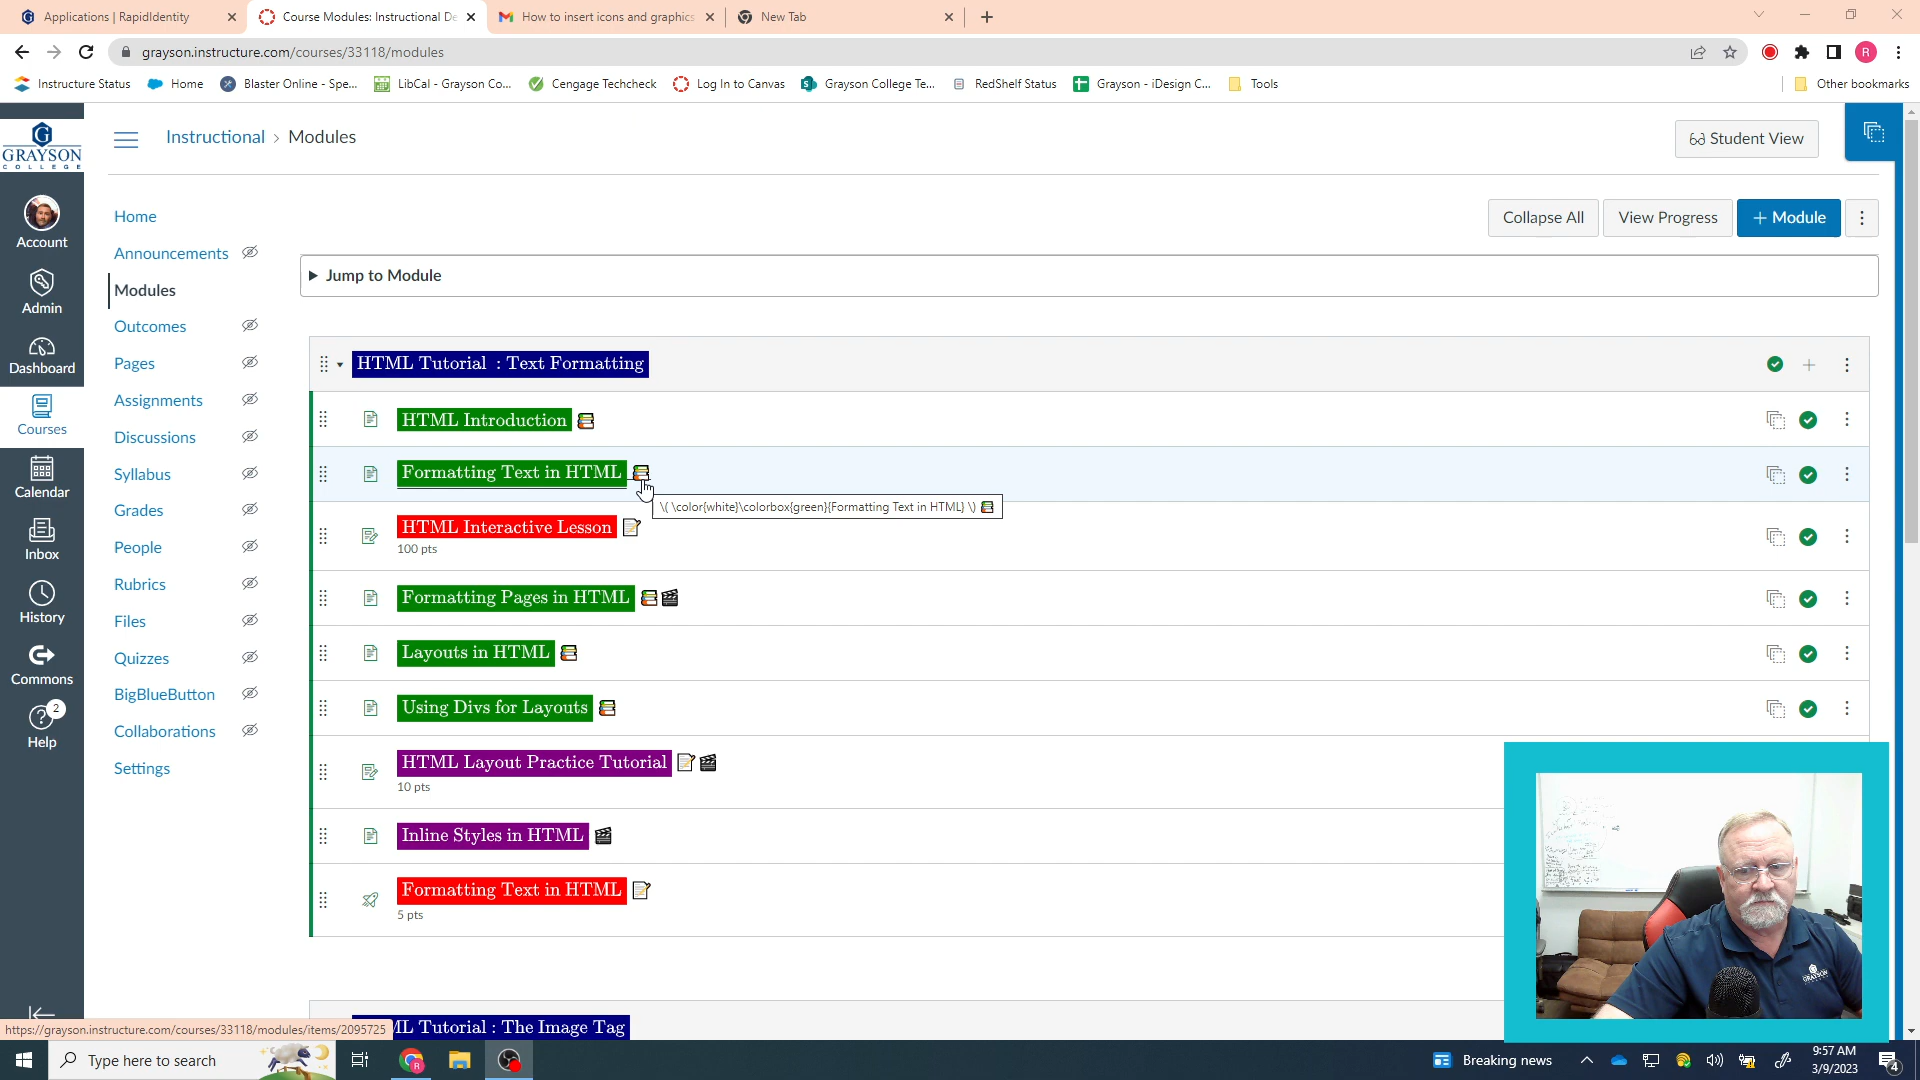 Applications | RapidIdentity
Course Modules: Instructional De
How to insert icons and graphics
New Tab
grayson.instructure.com/courses/33118/modules
R
Instructure Status
Home
Blaster Online - Spe...
LibCal - Grayson Co...
Cengage Techcheck
Log In to Canvas
Grayson College Te...
RedShelf Status
Grayson - iDesign C...
Tools
Other bookmarks
GRAYSON
COLLEGE
Instructional › Modules
Student View
Account
Admin
Dashboard
Courses
Calendar
Inbox
History
Commons
2
Help
Home
Announcements
Modules
Outcomes
Pages
Assignments
Discussions
Syllabus
Grades
People
Rubrics
Files
Quizzes
BigBlueButton
Collaborations
Settings
Collapse All
View Progress
+ Module
Jump to Module
HTML Tutorial : Text Formatting
HTML Introduction
Formatting Text in HTML
\( \color{white}\colorbox{green}{Formatting Text in HTML} \)
HTML Interactive Lesson
100 pts
Formatting Pages in HTML
Layouts in HTML
Using Divs for Layouts
HTML Layout Practice Tutorial
10 pts
Inline Styles in HTML
Formatting Text in HTML
5 pts
ML Tutorial : The Image Tag
GRAYSON
https://grayson.instructure.com/courses/33118/modules/items/2095725
Type here to search
R
Breaking news
9:57 AM
3/9/2023
4